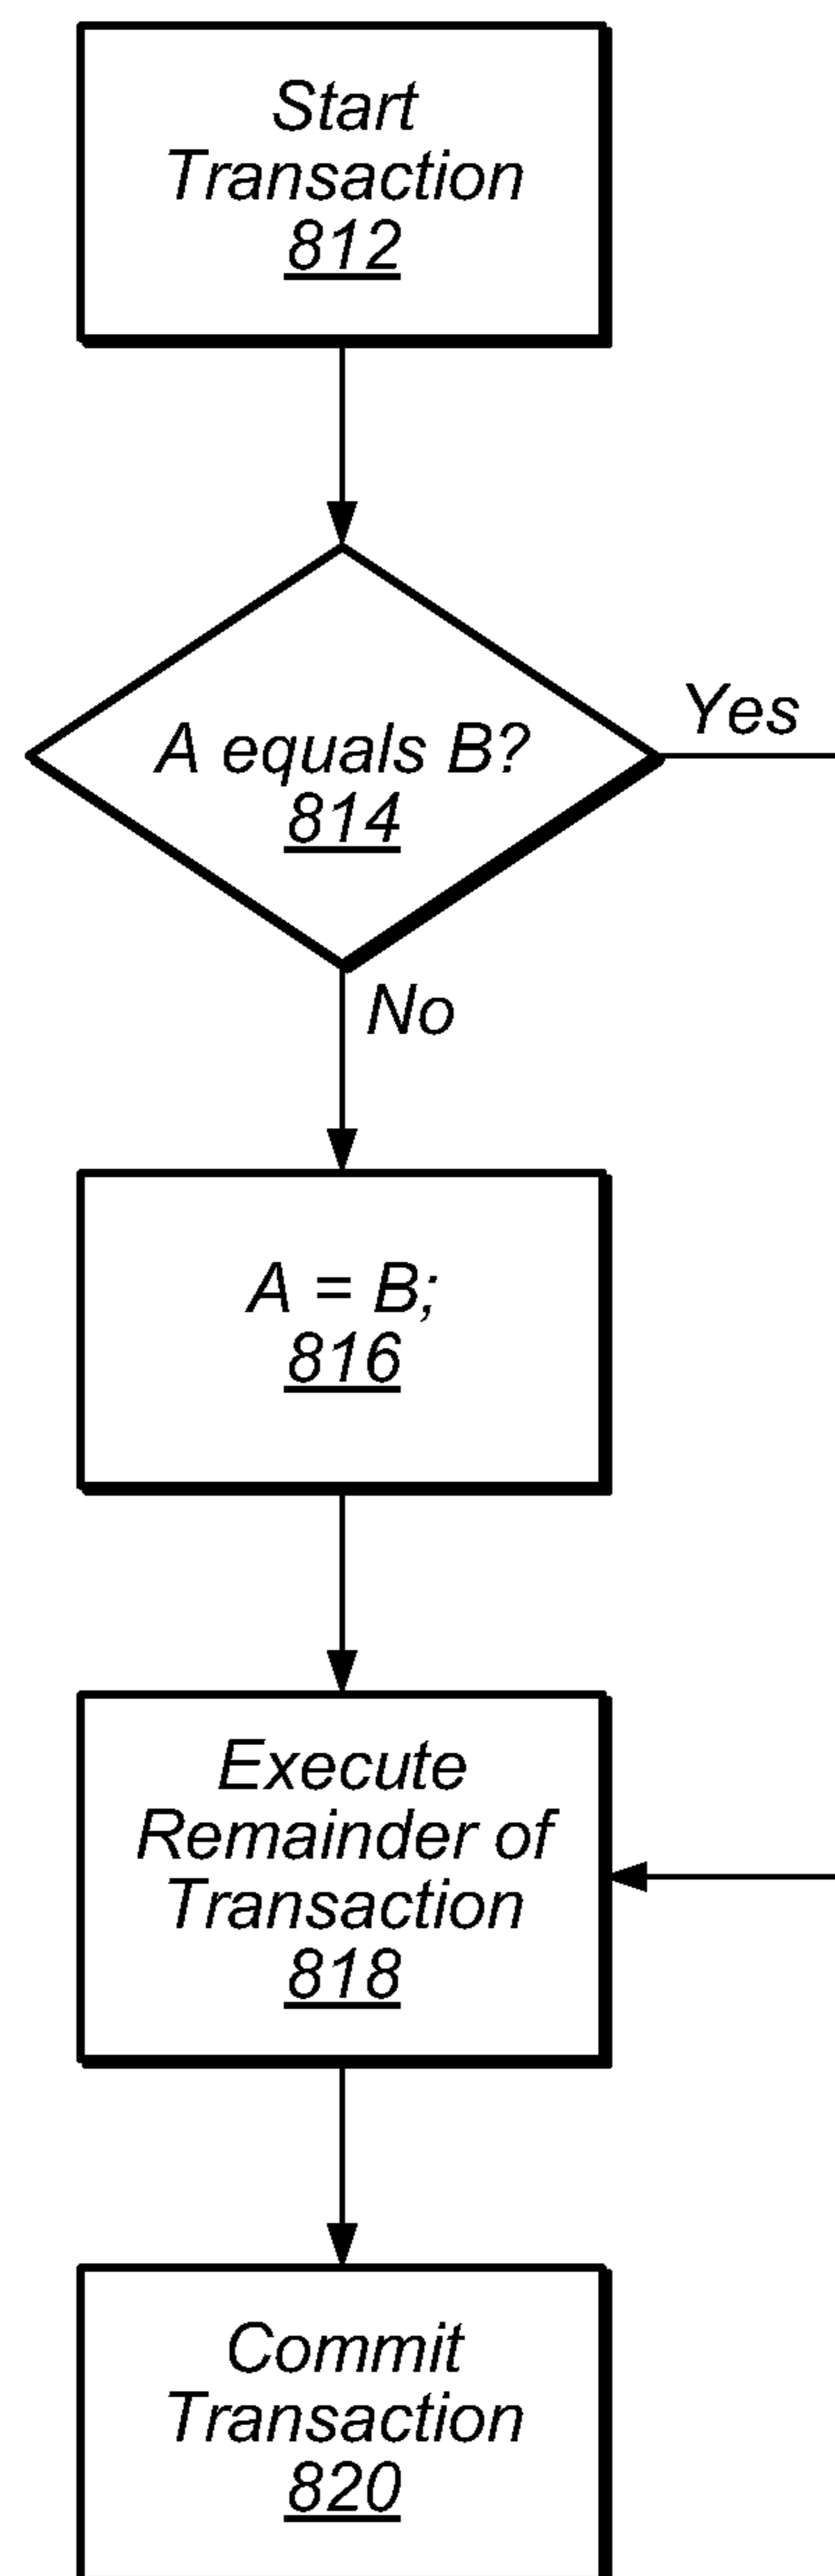 Start
Transaction
812
A equals B?
814
Yes
No
A = B;
816
Execute
Remainder of
Transaction
818
Commit
Transaction
820